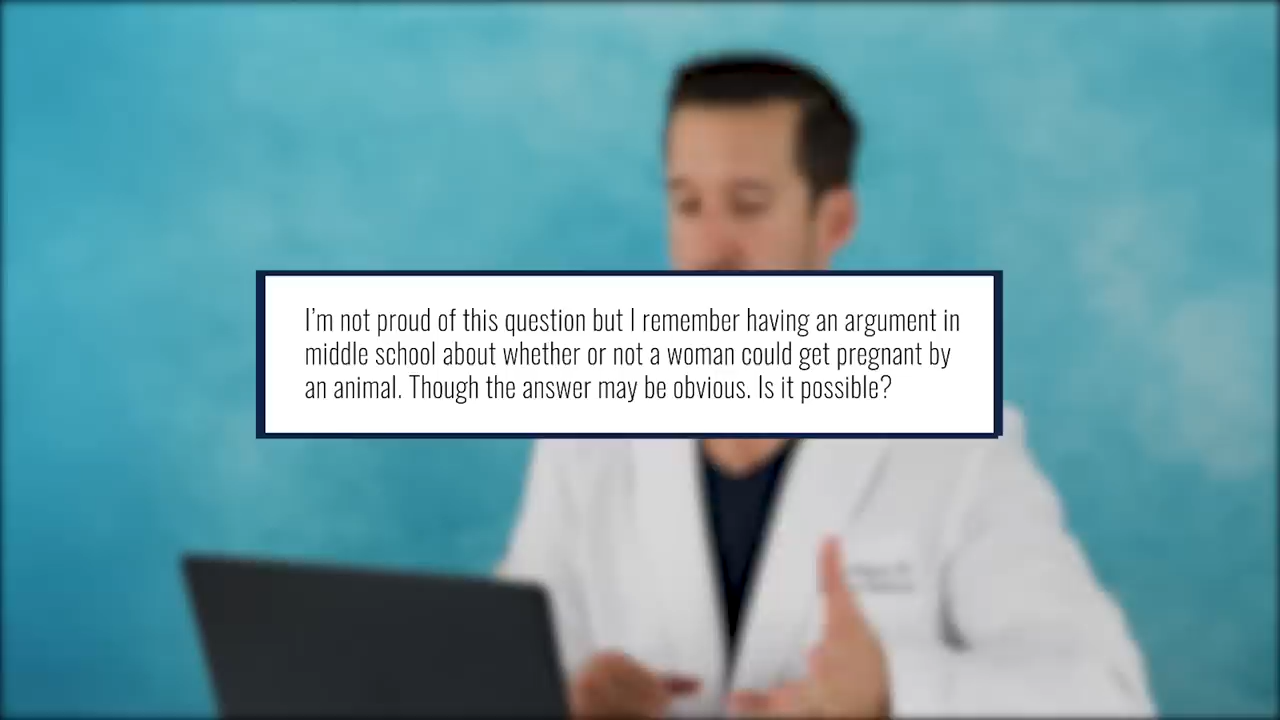 I'm not proud of this question but I remember having an argument in
middle school about whether or not a woman could get pregnant by
an animal. Though the answer may be obvious. Is it possible?